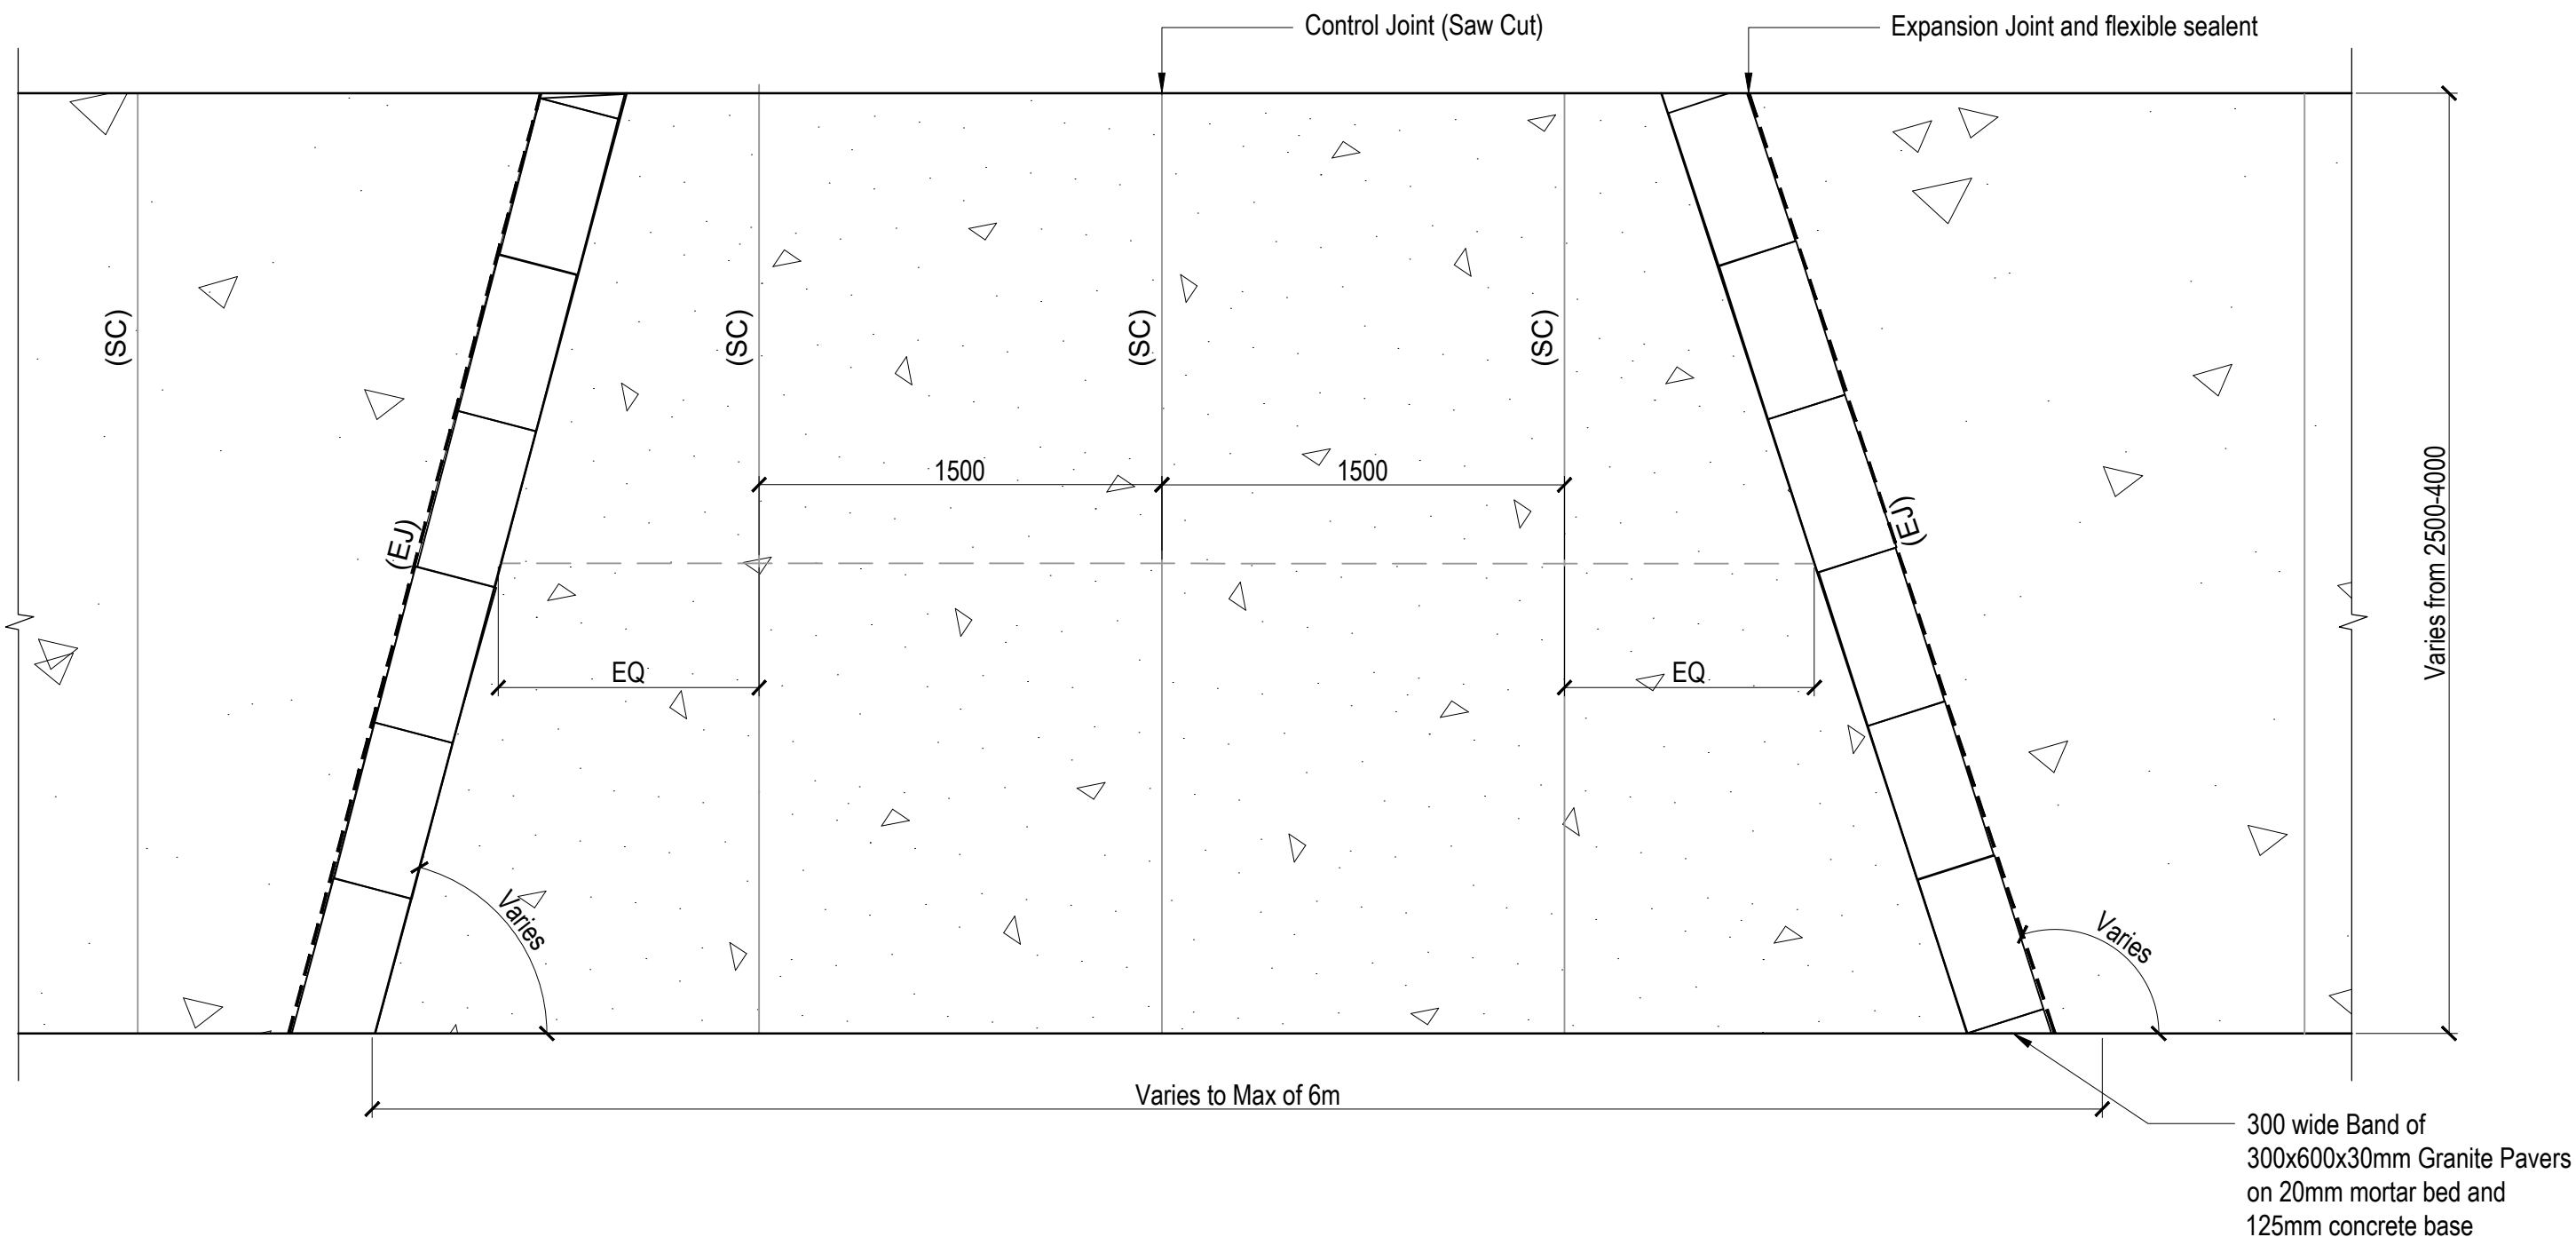 Control Joint (Saw Cut)
Expansion Joint and flexible sealent
(SC)
(SC)
(SC)
(SC)
1500
1500
(EJ)
(EJ)
Varies from 2500-4000
EQ
EQ
Varies
Varies
Varies to Max of 6m
300 wide Band of
300x600x30mm Granite Pavers
on 20mm mortar bed and
125mm concrete base